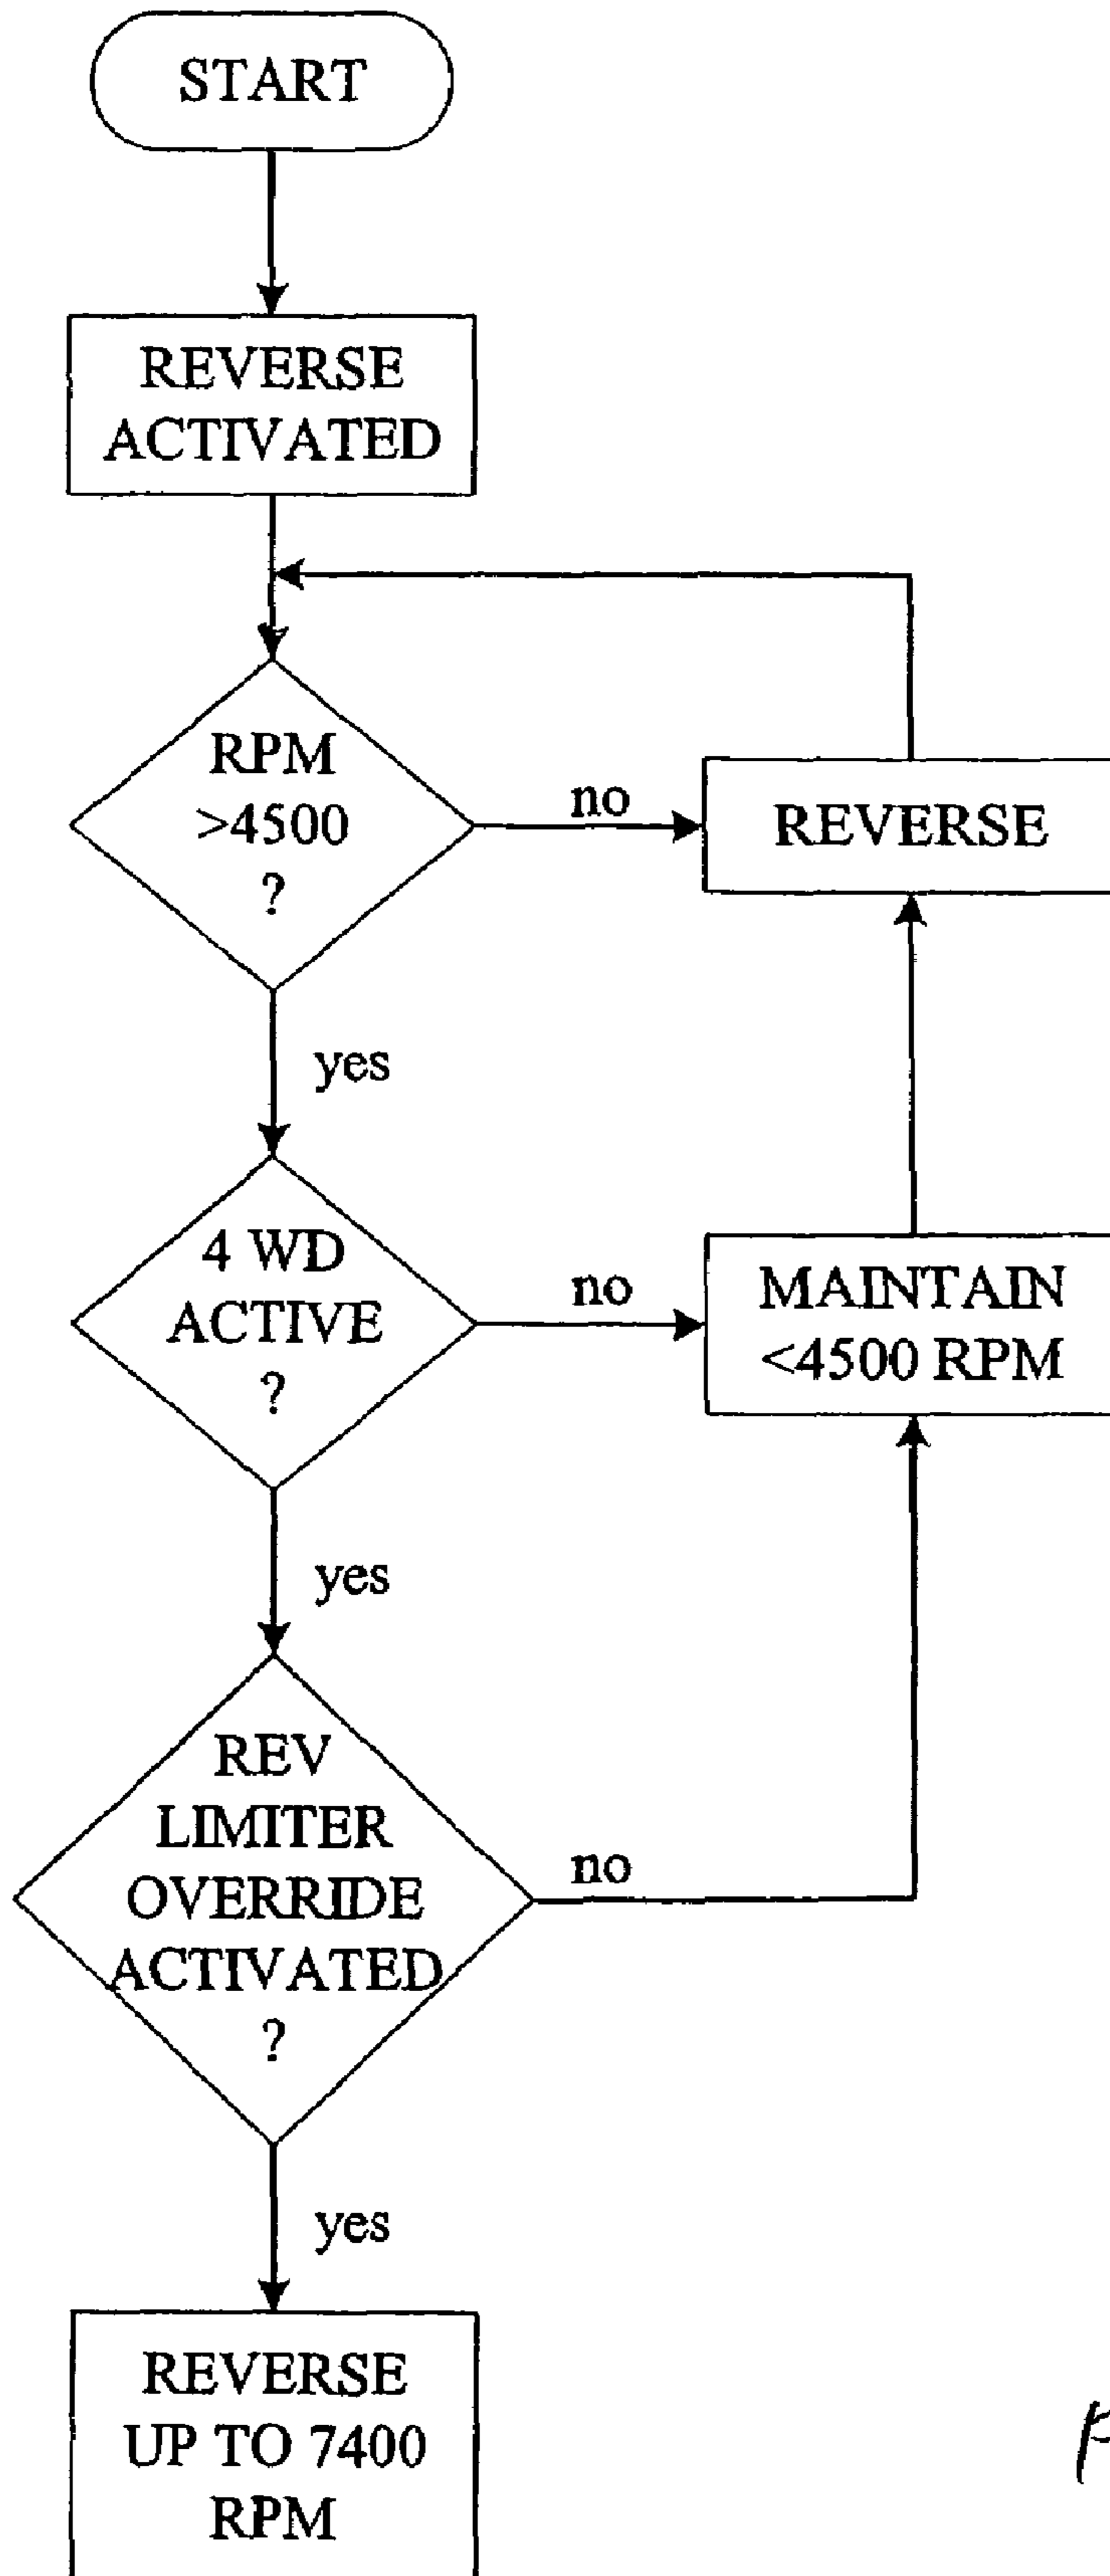 START
REVERSE
ACTIVATED
RPM
>4500
?
no
REVERSE
yes
4 WD
ACTIVE
?
no
MAINTAIN
<4500 RPM
yes
REV
LIMITER
OVERRIDE
ACTIVATED
?
no
yes
REVERSE
UP TO 7400
RPM